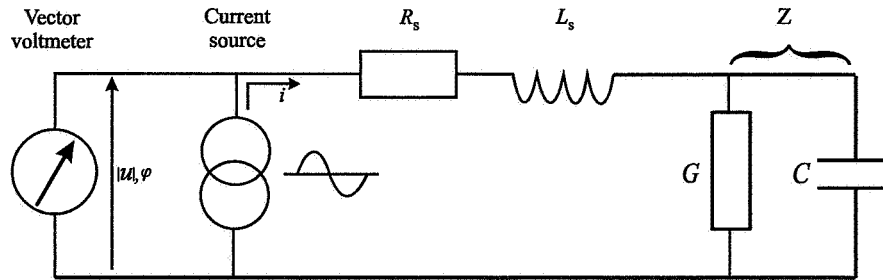 Vector
voltmeter
Current
source
Rs
Ls
Z
i
|u|, φ
G
C